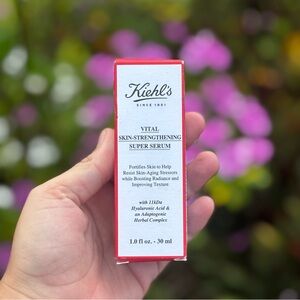 Kiehl's
SINCE 1851
VITAL
SKIN-STRENGTHENING
SUPER SERUM
Fortifies Skin to Help
Resist Skin-Aging Stressors
while Boosting Radiance and
Improving Texture
with 11kDa
Hyaluronic Acid &
an Adaptogenic
Herbal Complex
1.0 fl. oz. - 30 ml